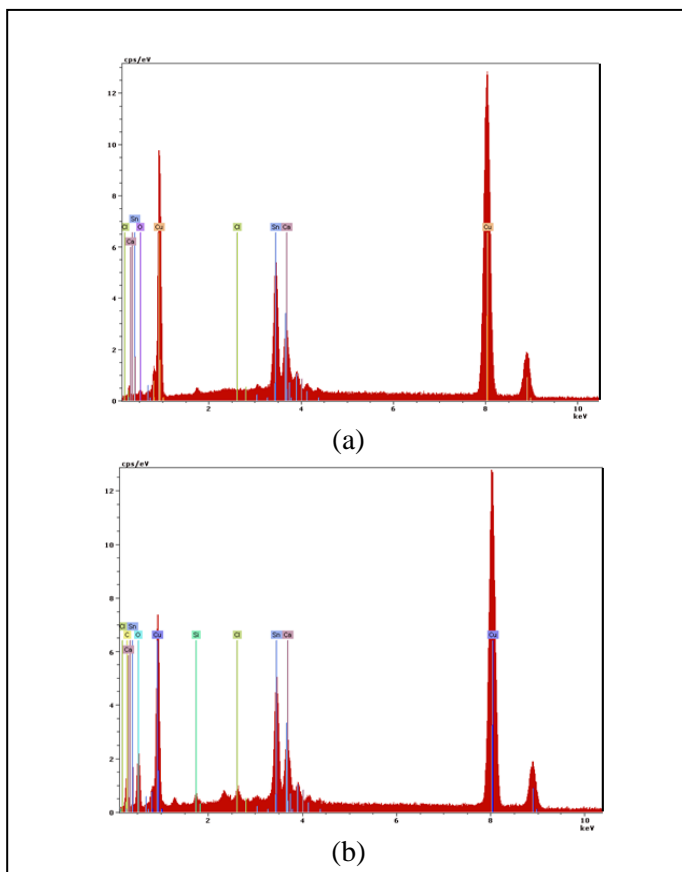 cps/eV
12
10
8
6
4
2
0
Sn
Cl O Cu Cl Sn Ca Cu
Ca
2 4 6 8 10
keV
(a)
cps/eV
12
10
8
6
4
2
0
Cl Sn
C O Cu Si Cl Sn Ca Cu
Ca
2 4 6 8 10
keV
(b)